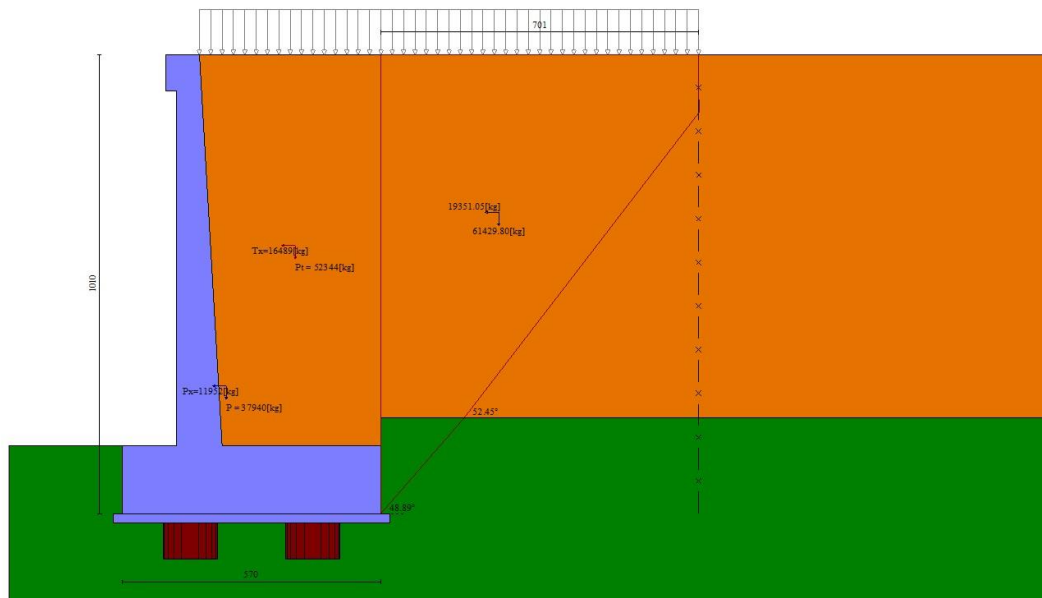 701
19351.05[kg]
61429.80[kg]
Tx=16489[kg]
Pt = 52344[kg]
1010
Px=11952[kg]
P = 37940[kg]
52.45°
48.89°
570